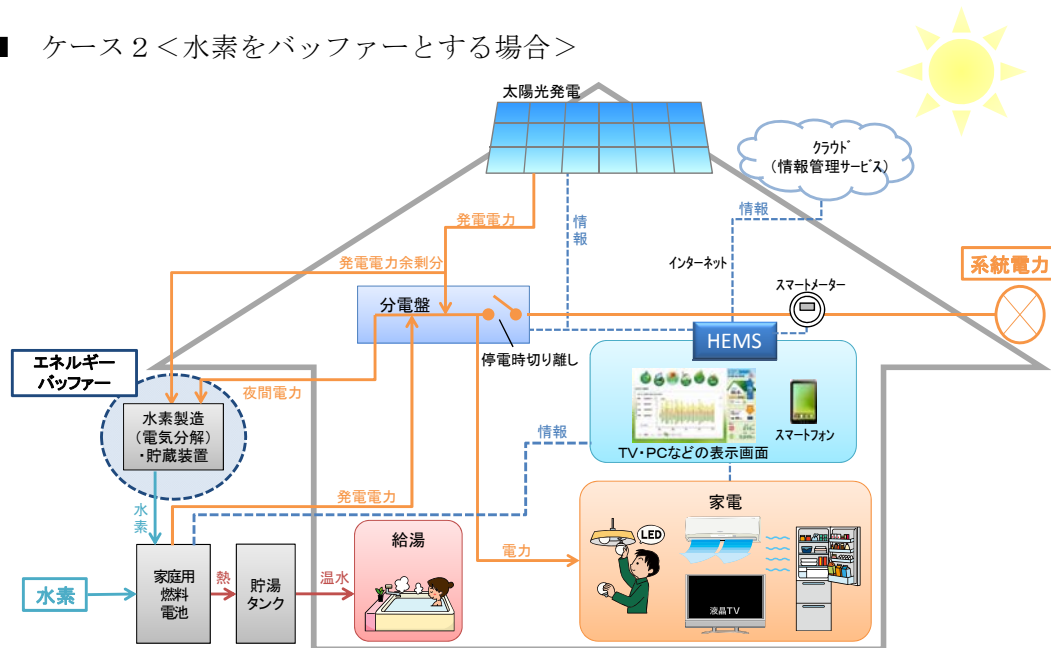 ■ ケース２＜水素をバッファーとする場合＞
太陽光発電
ｸﾗｳﾄﾞ
（情報管理ｻｰﾋﾞｽ）
発電電力
情
報
情報
発電電力余剰分
ｲﾝﾀｰﾈｯﾄ
系統電力
ｽﾏｰﾄﾒｰﾀｰ
分電盤
HEMS
停電時切り離し
エネルギー
バッファー
夜間電力
水素製造
（電気分解）
・貯蔵装置
情報
ｽﾏｰﾄﾌｫﾝ
TV・PCなどの表示画面
発電電力
水
素
家電
LED
給湯
電力
水素
家庭用
燃料
電池
熱
貯湯
タンク
温水
液晶TV